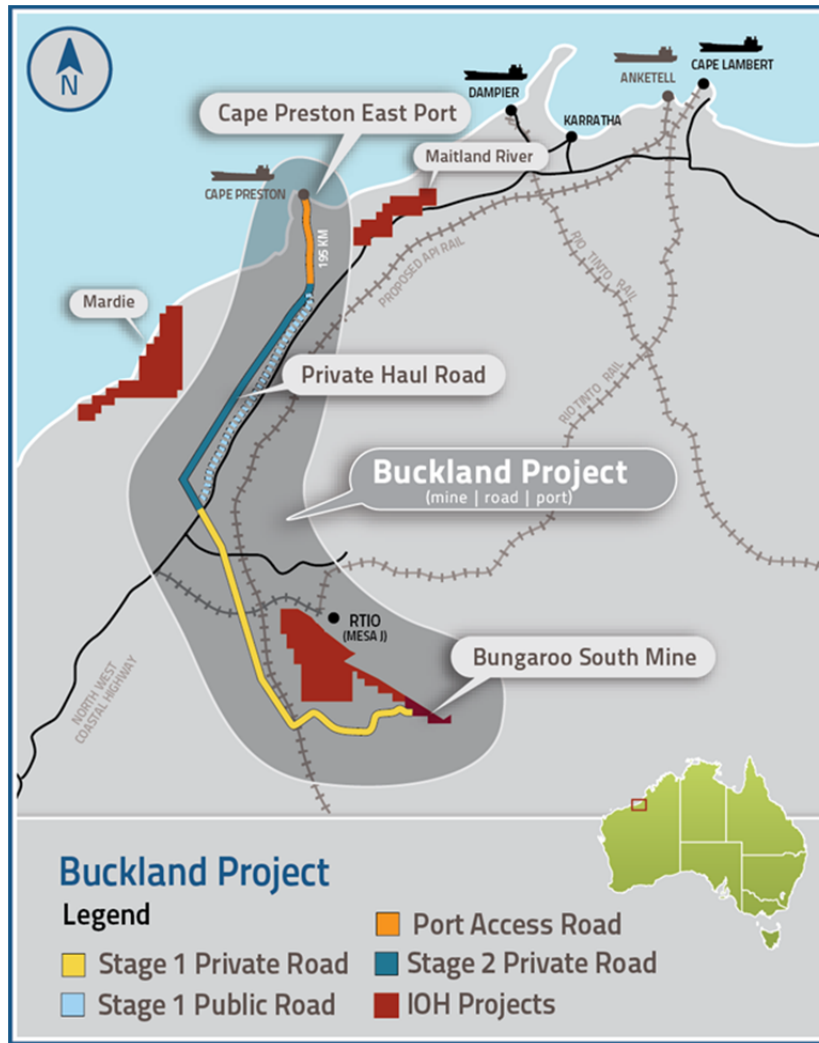 N
DAMPIER
ANKETELL
CAPE LAMBERT
Cape Preston East Port
KARRATHA
Maitland River
CAPE PRESTON
195 KM
PROPOSED API RAIL
RIO TINTO RAIL
Mardie
Private Haul Road
RIO TINTO RAIL
Buckland Project
(mine | road | port)
RTIO
(MESA J)
Bungaroo South Mine
NORTH WEST
COASTAL HIGHWAY
Buckland Project
Legend
Port Access Road
Stage 1 Private Road
Stage 2 Private Road
Stage 1 Public Road
IOH Projects